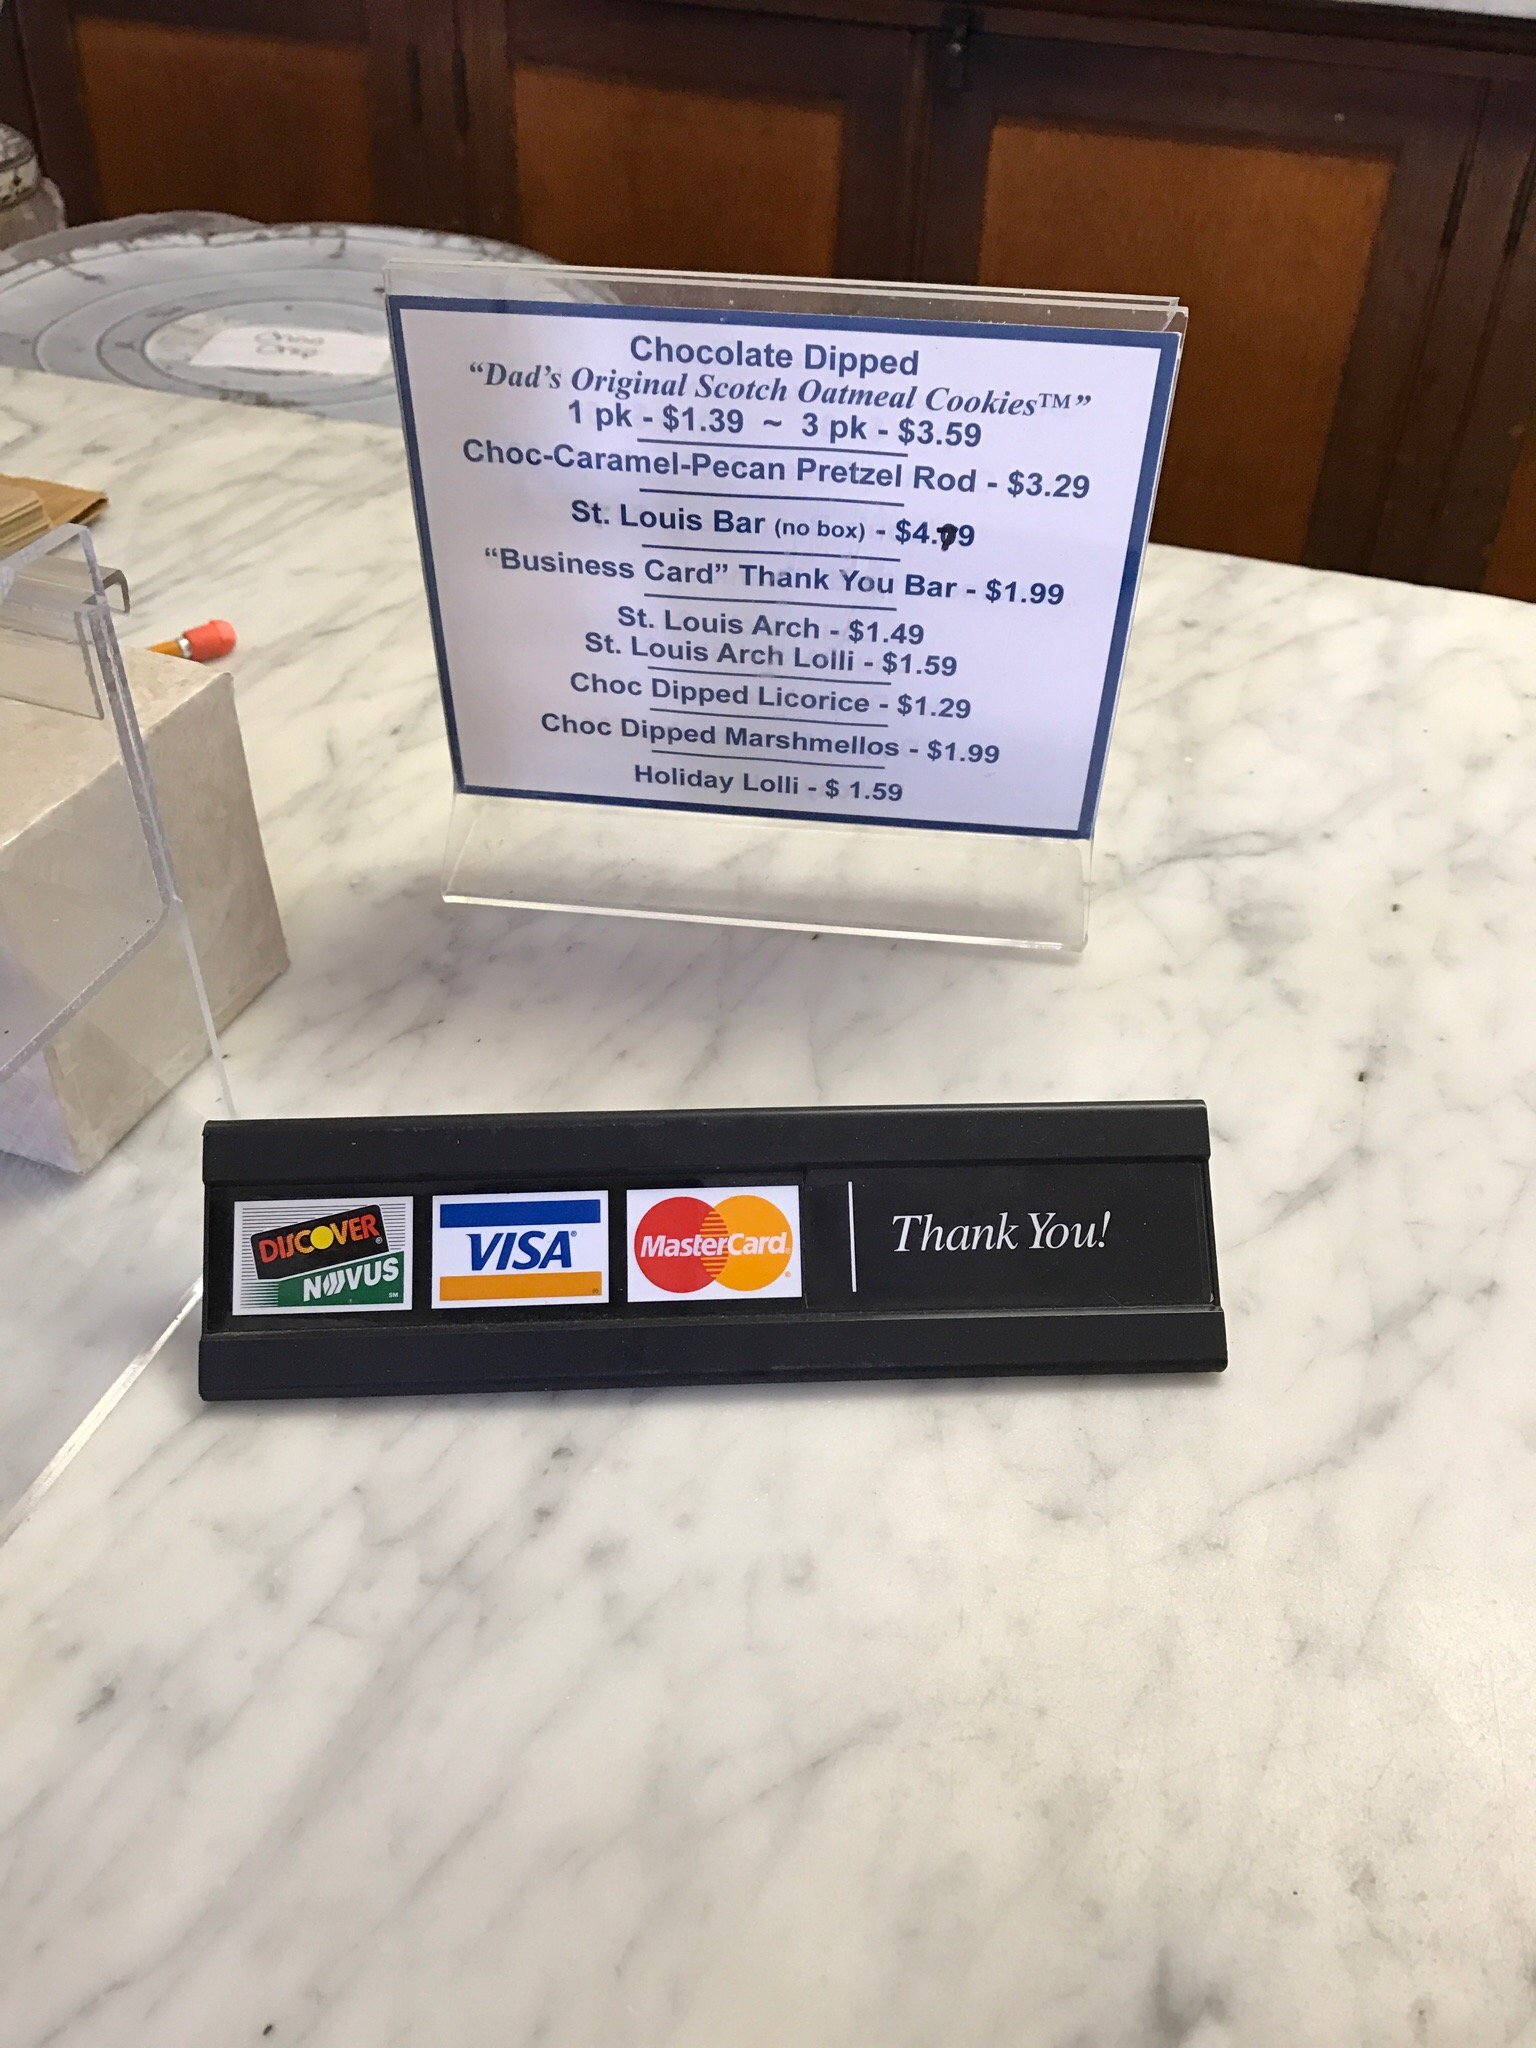 Chocolate Dipped
“Dad’s Original Scotch Oatmeal Cookies™”
1 pk - $1.39 ~ 3 pk - $3.59
Choc-Caramel-Pecan Pretzel Rod - $3.29
St. Louis Bar (no box) - $4.79
“Business Card” Thank You Bar - $1.99
St. Louis Arch - $1.49
St. Louis Arch Lolli - $1.59
Choc Dipped Licorice - $1.29
Choc Dipped Marshmellos - $1.99
Holiday Lolli - $ 1.59
DISCOVER®
NOVUS SM
VISA®
MasterCard®
Thank You!